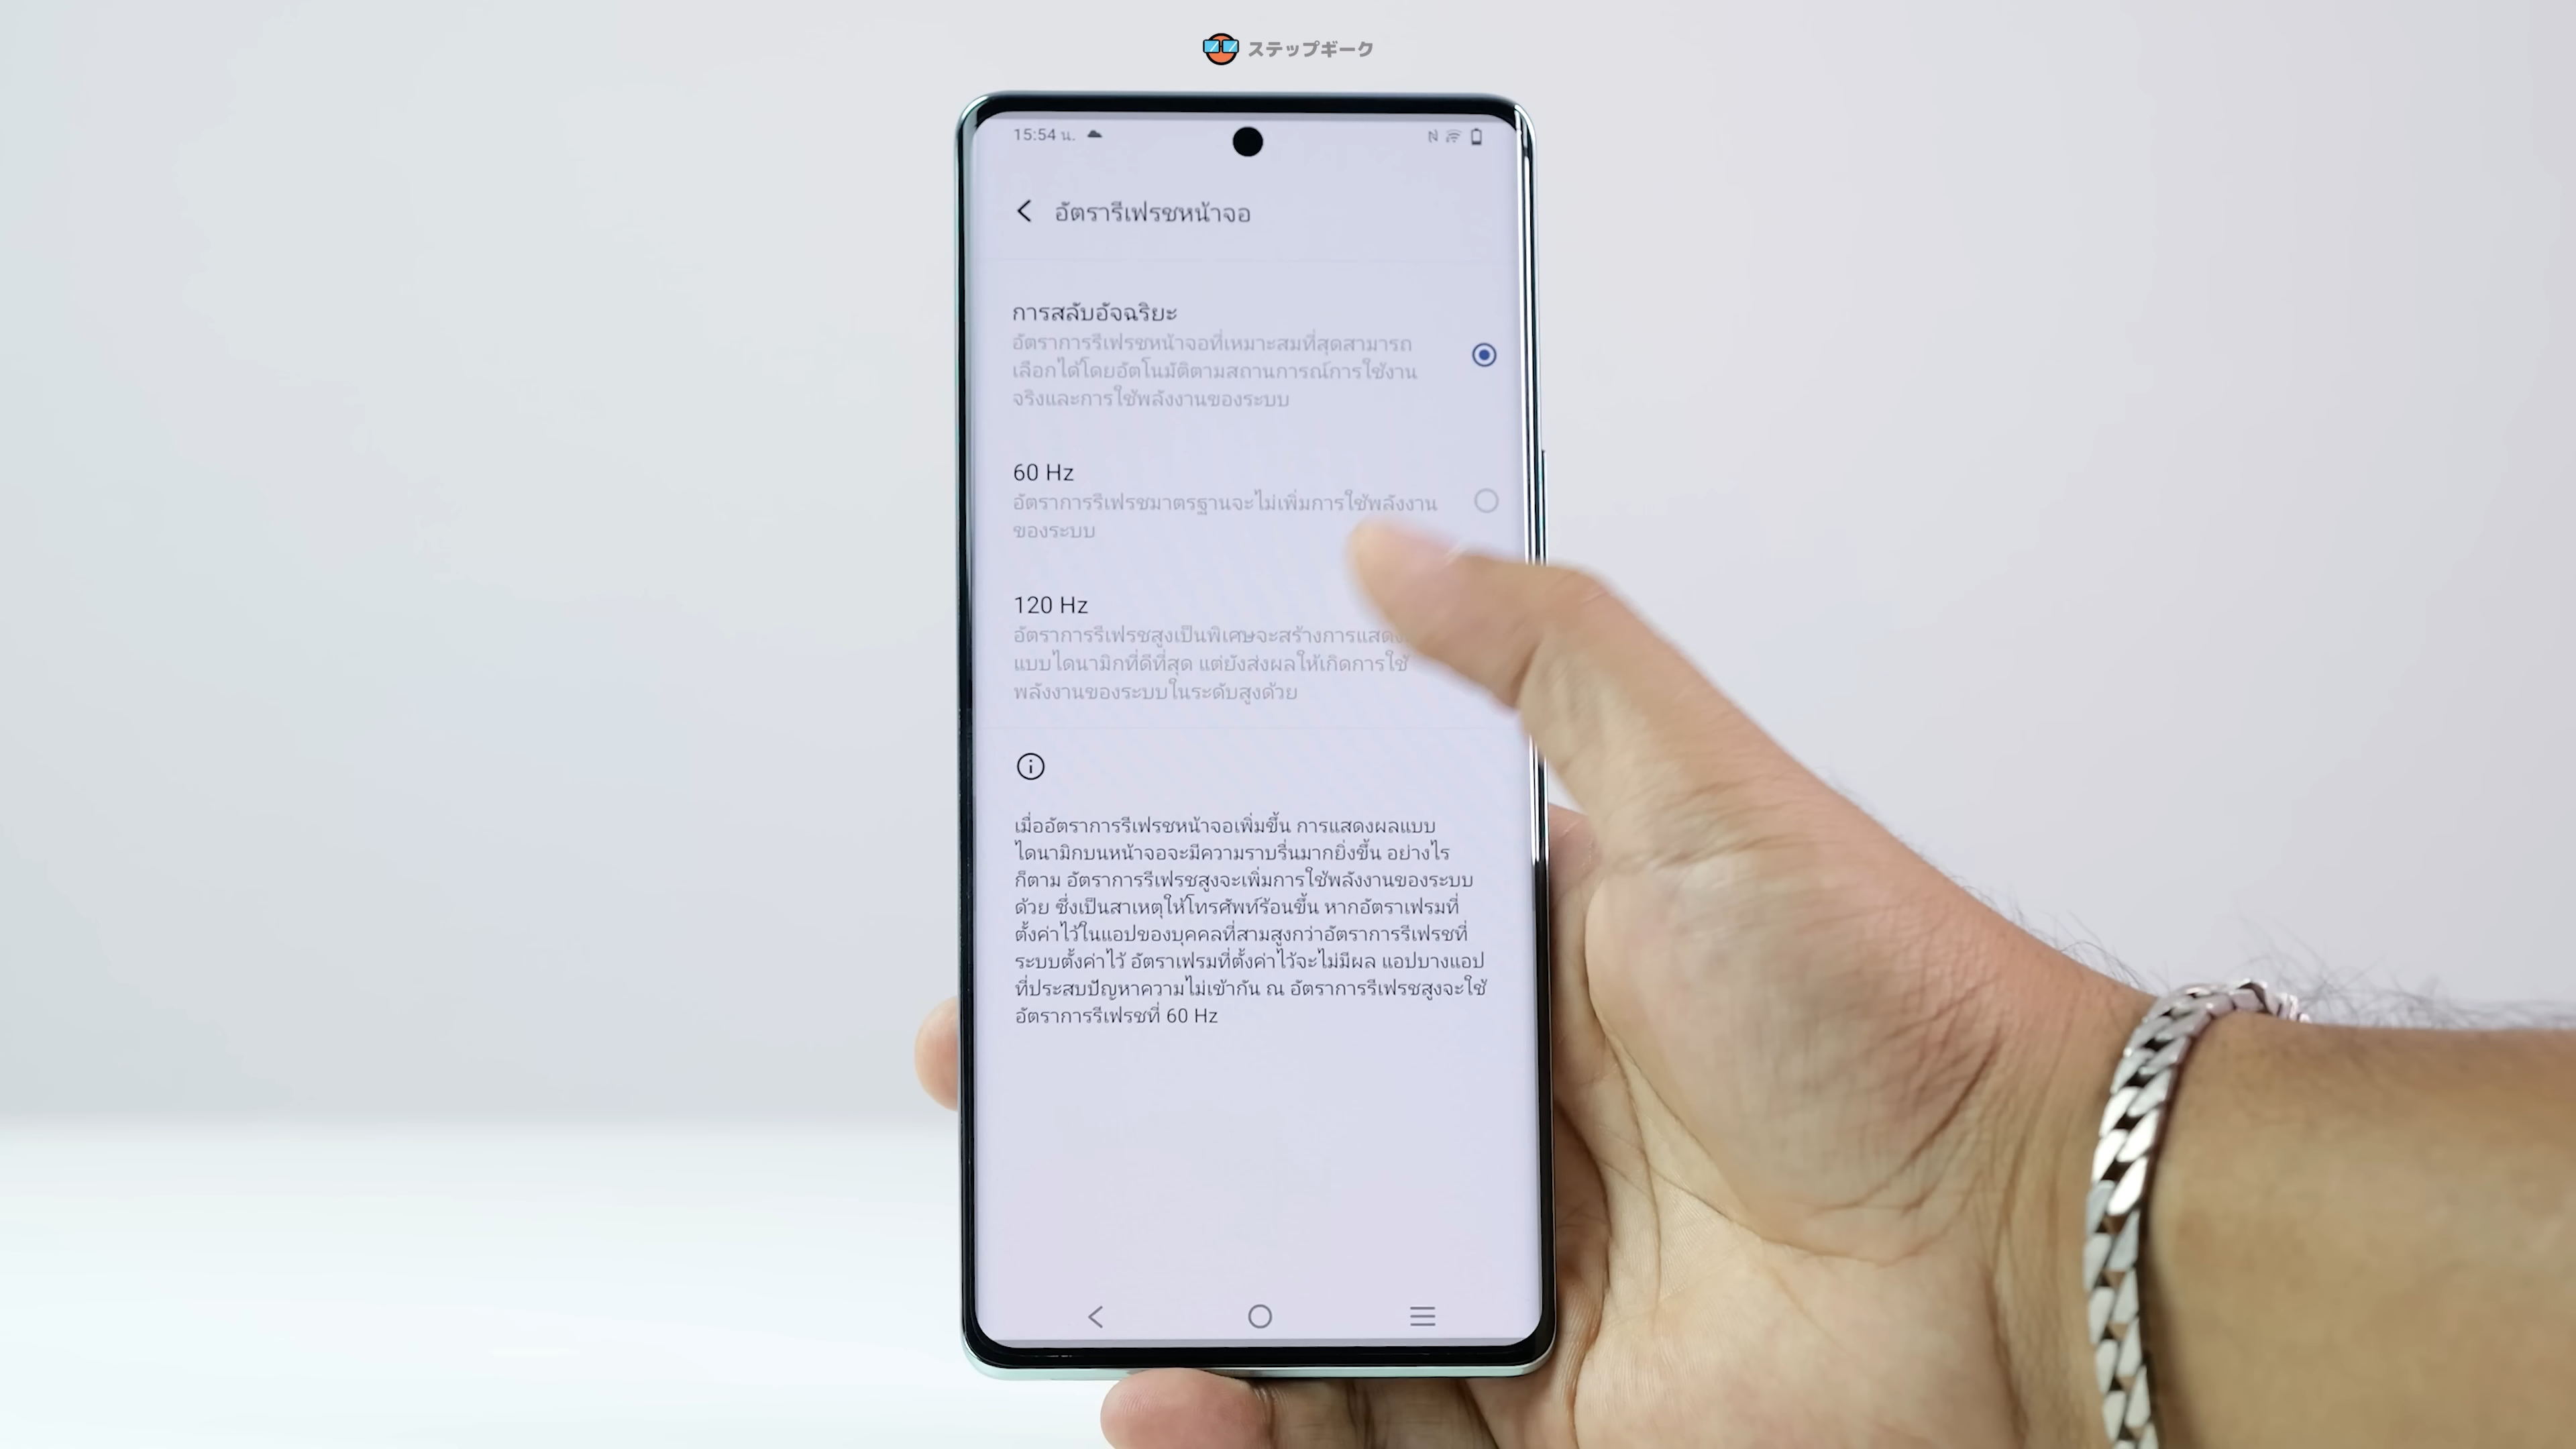 ステップギーク
15:54 น.
อัตรารีเฟรชหน้าจอ
การสลับอัจฉริยะ
อัตราการรีเฟรชหน้าจอที่เหมาะสมที่สุดสามารถ
เลือกได้โดยอัตโนมัติตามสถานการณ์การใช้งาน
จริงและการใช้พลังงานของระบบ
60 Hz
อัตราการรีเฟรชมาตรฐานจะไม่เพิ่มการใช้พลังงาน
ของระบบ
120 Hz
อัตราการรีเฟรชสูงเป็นพิเศษจะสร้างการแสดง
แบบไดนามิกที่ดีที่สุด แต่ยังส่งผลให้เกิดการใช้
พลังงานของระบบในระดับสูงด้วย
เมื่ออัตราการรีเฟรชหน้าจอเพิ่มขึ้น การแสดงผลแบบ
ไดนามิกบนหน้าจอจะมีความราบรื่นมากยิ่งขึ้น อย่างไร
ก็ตาม อัตราการรีเฟรชสูงจะเพิ่มการใช้พลังงานของระบบ
ด้วย ซึ่งเป็นสาเหตุให้โทรศัพท์ร้อนขึ้น หากอัตราเฟรมที่
ตั้งค่าไว้ในแอปของบุคคลที่สามสูงกว่าอัตราการรีเฟรชที่
ระบบตั้งค่าไว้ อัตราเฟรมที่ตั้งค่าไว้จะไม่มีผล แอปบางแอป
ที่ประสบปัญหาความไม่เข้ากัน ณ อัตราการรีเฟรชสูงจะใช้
อัตราการรีเฟรชที่ 60 Hz